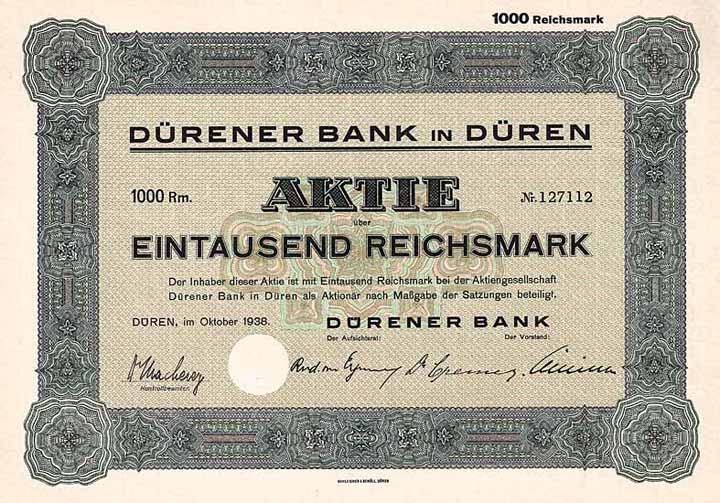 1000 Reichsmark
DÜRENER BANK IN DÜREN
1000 Rm.
AKTIE
Nr. 127112
über
EINTAUSEND REICHSMARK
Der Inhaber dieser Aktie ist mit Eintausend Reichsmark bei der Aktiengesellschaft
Dürener Bank in Düren als Aktionär nach Maßgabe der Satzungen beteiligt.
DÜREN, im Oktober 1938.
DÜRENER BANK
Der Aufsichtsrat:
Der Vorstand:
Kontrollbeamter.